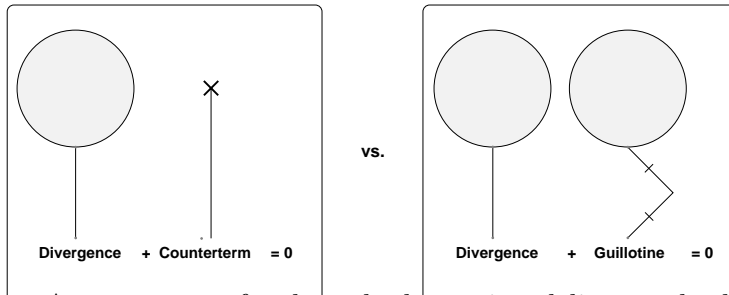 vs.
Divergence + Counterterm = 0
Divergence + Guillotine = 0